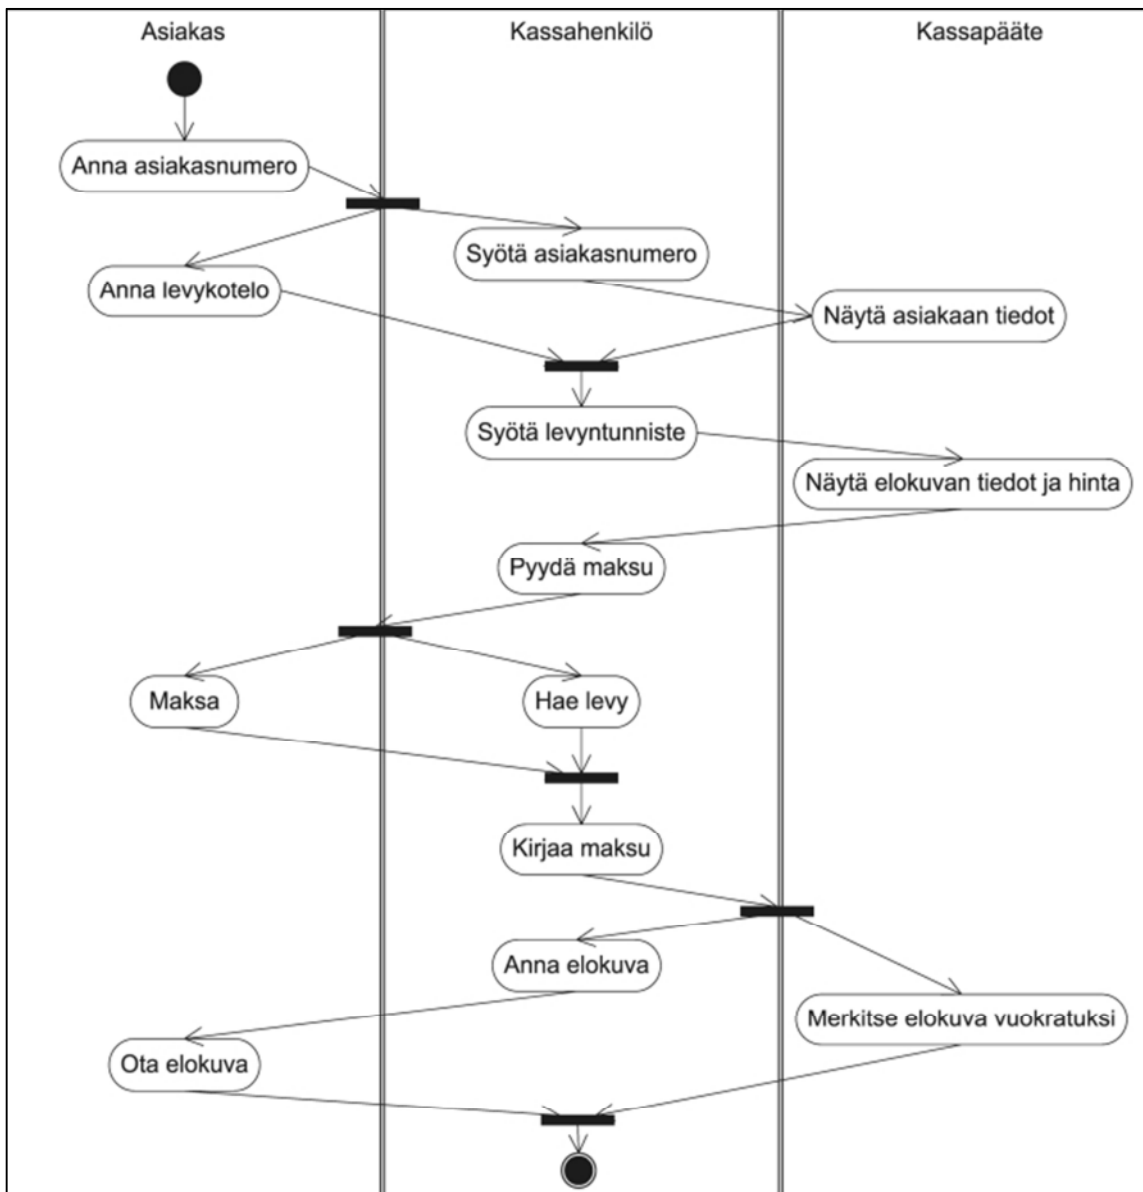 Asiakas
Kassahenkilö
Kassapääte
Anna asiakasnumero
Syötä asiakasnumero
Anna levykotelo
Näytä asiakaan tiedot
Syötä levyntunniste
Näytä elokuvan tiedot ja hinta
Pyydä maksu
Maksa
Hae levy
Kirjaa maksu
Anna elokuva
Merkitse elokuva vuokratuksi
Ota elokuva